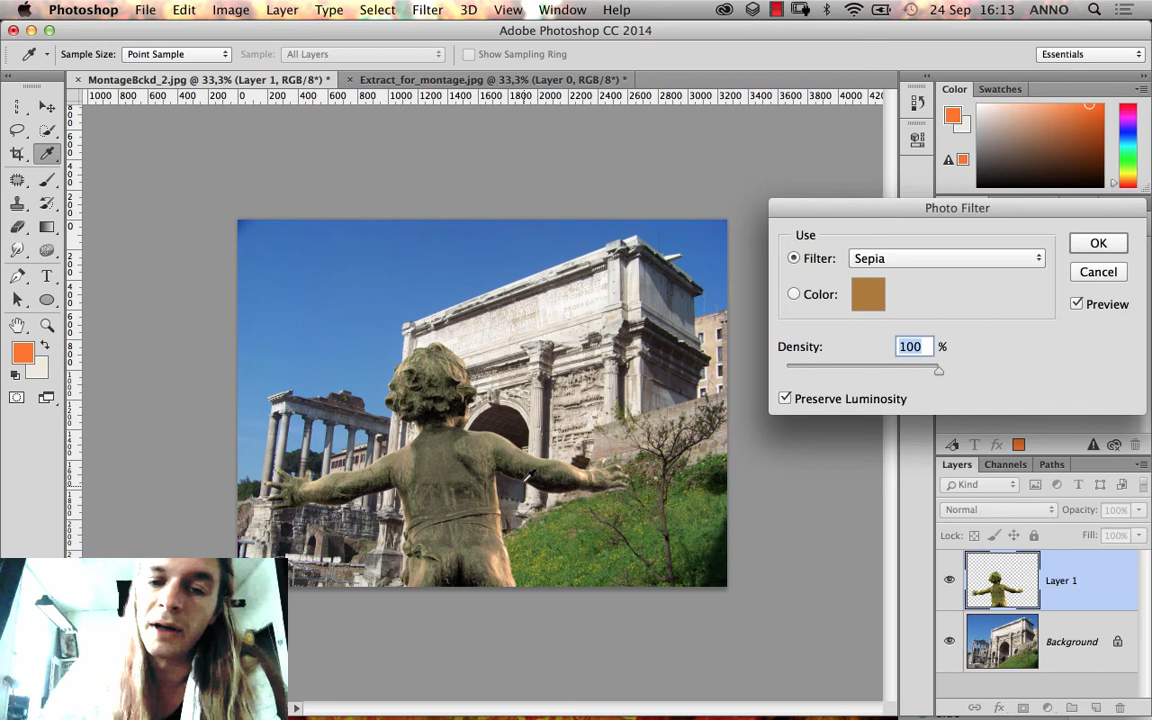 Photoshop File Edit Image Layer Type Select Filter 3D View Window Help 24 Sep 16:13 ANNO
Adobe Photoshop CC 2014
Sample Size: Point Sample Sample: All Layers Show Sampling Ring Essentials
MontageBckd_2.jpg @ 33,3% (Layer 1, RGB/8*) * Extract_for_montage.jpg @ 33,3% (Layer 0, RGB/8*) *
Color Swatches
1000 800 600 400 200 0 200 400 600 800 1000 1200 1400 1600 1800 2000 2200 2400 2600 2800 3000 3200 3400 3600 3800 4000
Photo Filter
Use
Filter: Sepia
OK
Color:
Cancel
Preview
Density: 100 %
Preserve Luminosity
Layers Channels Paths
Kind
Normal Opacity: 100%
Lock: Fill: 100%
Layer 1
Background